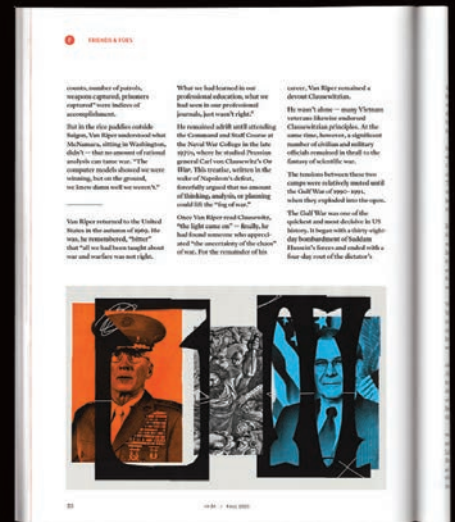 FRIENDS & FOES
counts, number of patrols,
weapons captured, prisoners
captured" were indices of
accomplishment.
But in the rice paddies outside
Saigon, Van Riper understood what
McNamara, sitting in Washington,
didn't — that no amount of rational
analysis can tame war. "The
computer models showed we were
winning, but on the ground,
we knew damn well we weren't."
Van Riper returned to the United
States in the autumn of 1969. He
was, he remembered, "bitter"
that "all we had been taught about
war and warfare was not right.
What we had learned in our
professional education, what we
had seen in our professional
journals, just wasn't right."
He remained adrift until attending
the Command and Staff Course at
the Naval War College in the late
1970s, where he studied Prussian
general Carl von Clausewitz's On
War. This treatise, written in the
wake of Napoleon's defeat,
forcefully argued that no amount
of thinking, analysis, or planning
could lift the "fog of war."
Once Van Riper read Clausewitz,
"the light came on" — finally, he
had found someone who appreci-
ated "the uncertainty of the chaos"
of war. For the remainder of his
career, Van Riper remained a
devout Clausewitzian.
He wasn't alone — many Vietnam
veterans likewise endorsed
Clausewitzian principles. At the
same time, however, a significant
number of civilian and military
officials remained in thrall to the
fantasy of scientific war.
The tensions between these two
camps were relatively muted until
the Gulf War of 1990–1991,
when they exploded into the open.
The Gulf War was one of the
quickest and most decisive in US
history. It began with a thirty-eight-
day bombardment of Saddam
Hussein's forces and ended with a
four-day rout of the dictator's